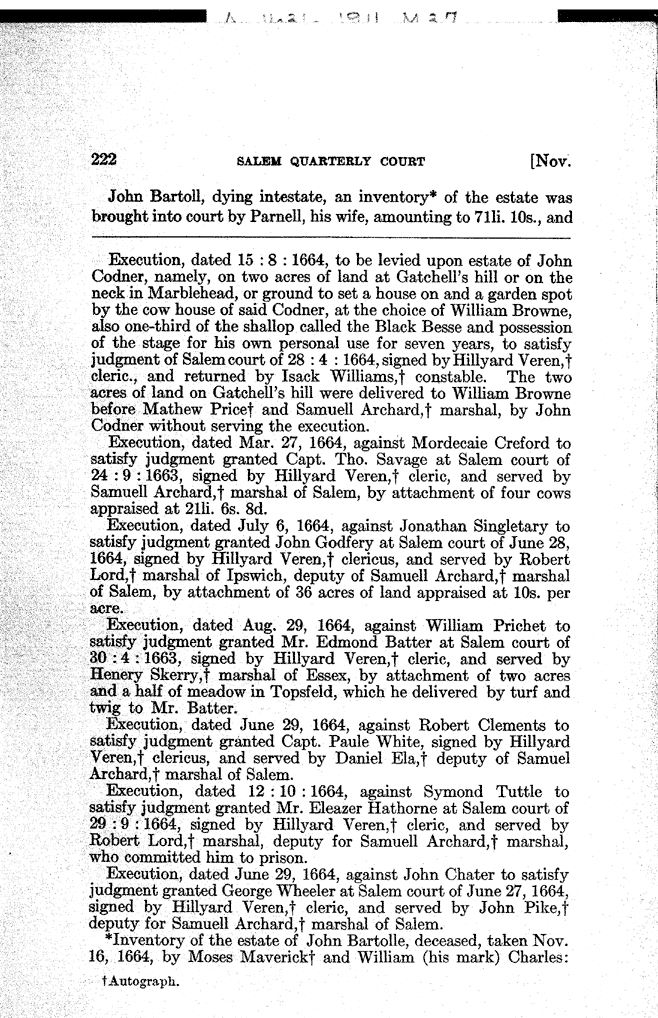 222 SALEM QUARTERLY COURT [Nov.
John Bartoll, dying intestate, an inventory* of the estate was
brought into court by Parnell, his wife, amounting to 71li. 10s., and
Execution, dated 15 : 8 : 1664, to be levied upon estate of John
Codner, namely, on two acres of land at Gatchell's hill or on the
neck in Marblehead, or ground to set a house on and a garden spot
by the cow house of said Codner, at the choice of William Browne,
also one-third of the shallop called the Black Besse and possession
of the stage for his own personal use for seven years, to satisfy
judgment of Salem court of 28 : 4 : 1664, signed by Hillyard Veren,†
cleric., and returned by Isack Williams,† constable. The two
acres of land on Gatchell's hill were delivered to William Browne
before Mathew Price† and Samuell Archard,† marshal, by John
Codner without serving the execution.
Execution, dated Mar. 27, 1664, against Mordecaie Creford to
satisfy judgment granted Capt. Tho. Savage at Salem court of
24 : 9 : 1663, signed by Hillyard Veren,† cleric, and served by
Samuell Archard,† marshal of Salem, by attachment of four cows
appraised at 21li. 6s. 8d.
Execution, dated July 6, 1664, against Jonathan Singletary to
satisfy judgment granted John Godfery at Salem court of June 28,
1664, signed by Hillyard Veren,† clericus, and served by Robert
Lord,† marshal of Ipswich, deputy of Samuell Archard,† marshal
of Salem, by attachment of 36 acres of land appraised at 10s. per
acre.
Execution, dated Aug. 29, 1664, against William Prichet to
satisfy judgment granted Mr. Edmond Batter at Salem court of
30 : 4 : 1663, signed by Hillyard Veren,† cleric, and served by
Henery Skerry,† marshal of Essex, by attachment of two acres
and a half of meadow in Topsfeld, which he delivered by turf and
twig to Mr. Batter.
Execution, dated June 29, 1664, against Robert Clements to
satisfy judgment granted Capt. Paule White, signed by Hillyard
Veren,† clericus, and served by Daniel Ela,† deputy of Samuel
Archard,† marshal of Salem.
Execution, dated 12 : 10 : 1664, against Symond Tuttle to
satisfy judgment granted Mr. Eleazer Hathorne at Salem court of
29 : 9 : 1664, signed by Hillyard Veren,† cleric, and served by
Robert Lord,† marshal, deputy for Samuell Archard,† marshal,
who committed him to prison.
Execution, dated June 29, 1664, against John Chater to satisfy
judgment granted George Wheeler at Salem court of June 27, 1664,
signed by Hillyard Veren,† cleric, and served by John Pike,†
deputy for Samuell Archard,† marshal of Salem.
*Inventory of the estate of John Bartolle, deceased, taken Nov.
16, 1664, by Moses Maverick† and William (his mark) Charles:
†Autograph.